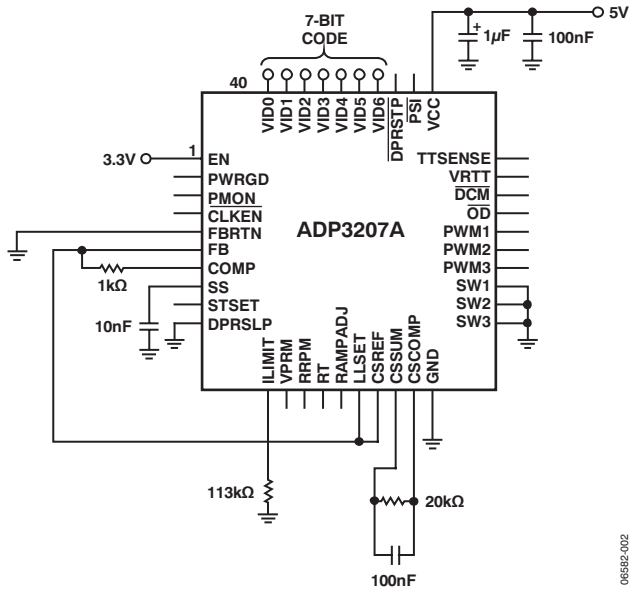 7-BIT
CODE
5V
1µF
100nF
40
VID0
VID1
VID2
VID3
VID4
VID5
VID6
DPRSTP
PSI
VCC
3.3V
1
EN
PWRGD
PMON
CLKEN
FBRTN
FB
COMP
SS
STSET
DPRSLP
1kΩ
10nF
ADP3207A
TTSENSE
VRTT
DCM
OD
PWM1
PWM2
PWM3
SW1
SW2
SW3
ILIMIT
VPRM
RRPM
RT
RAMPADJ
LLSET
CSREF
CSSUM
CSCOMP
GND
113kΩ
20kΩ
100nF
06582-002